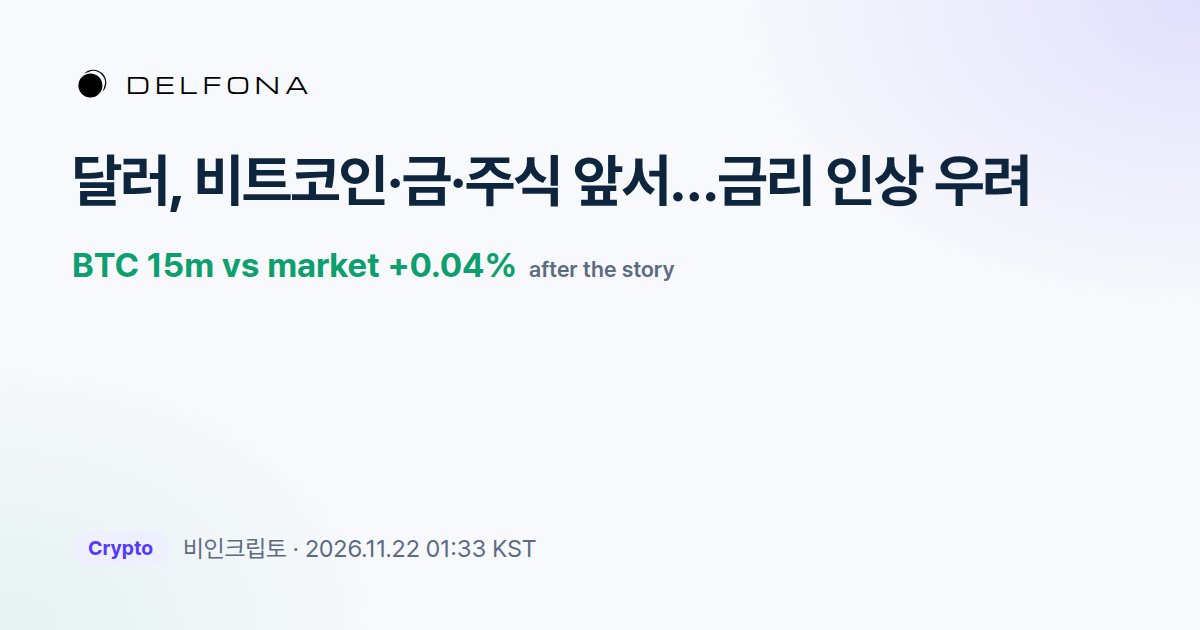 DELFONA
달러, 비트코인·금·주식 앞서…금리 인상 우려
BTC 15m vs market +0.04% after the story
Crypto 비인크립토 · 2026.11.22 01:33 KST